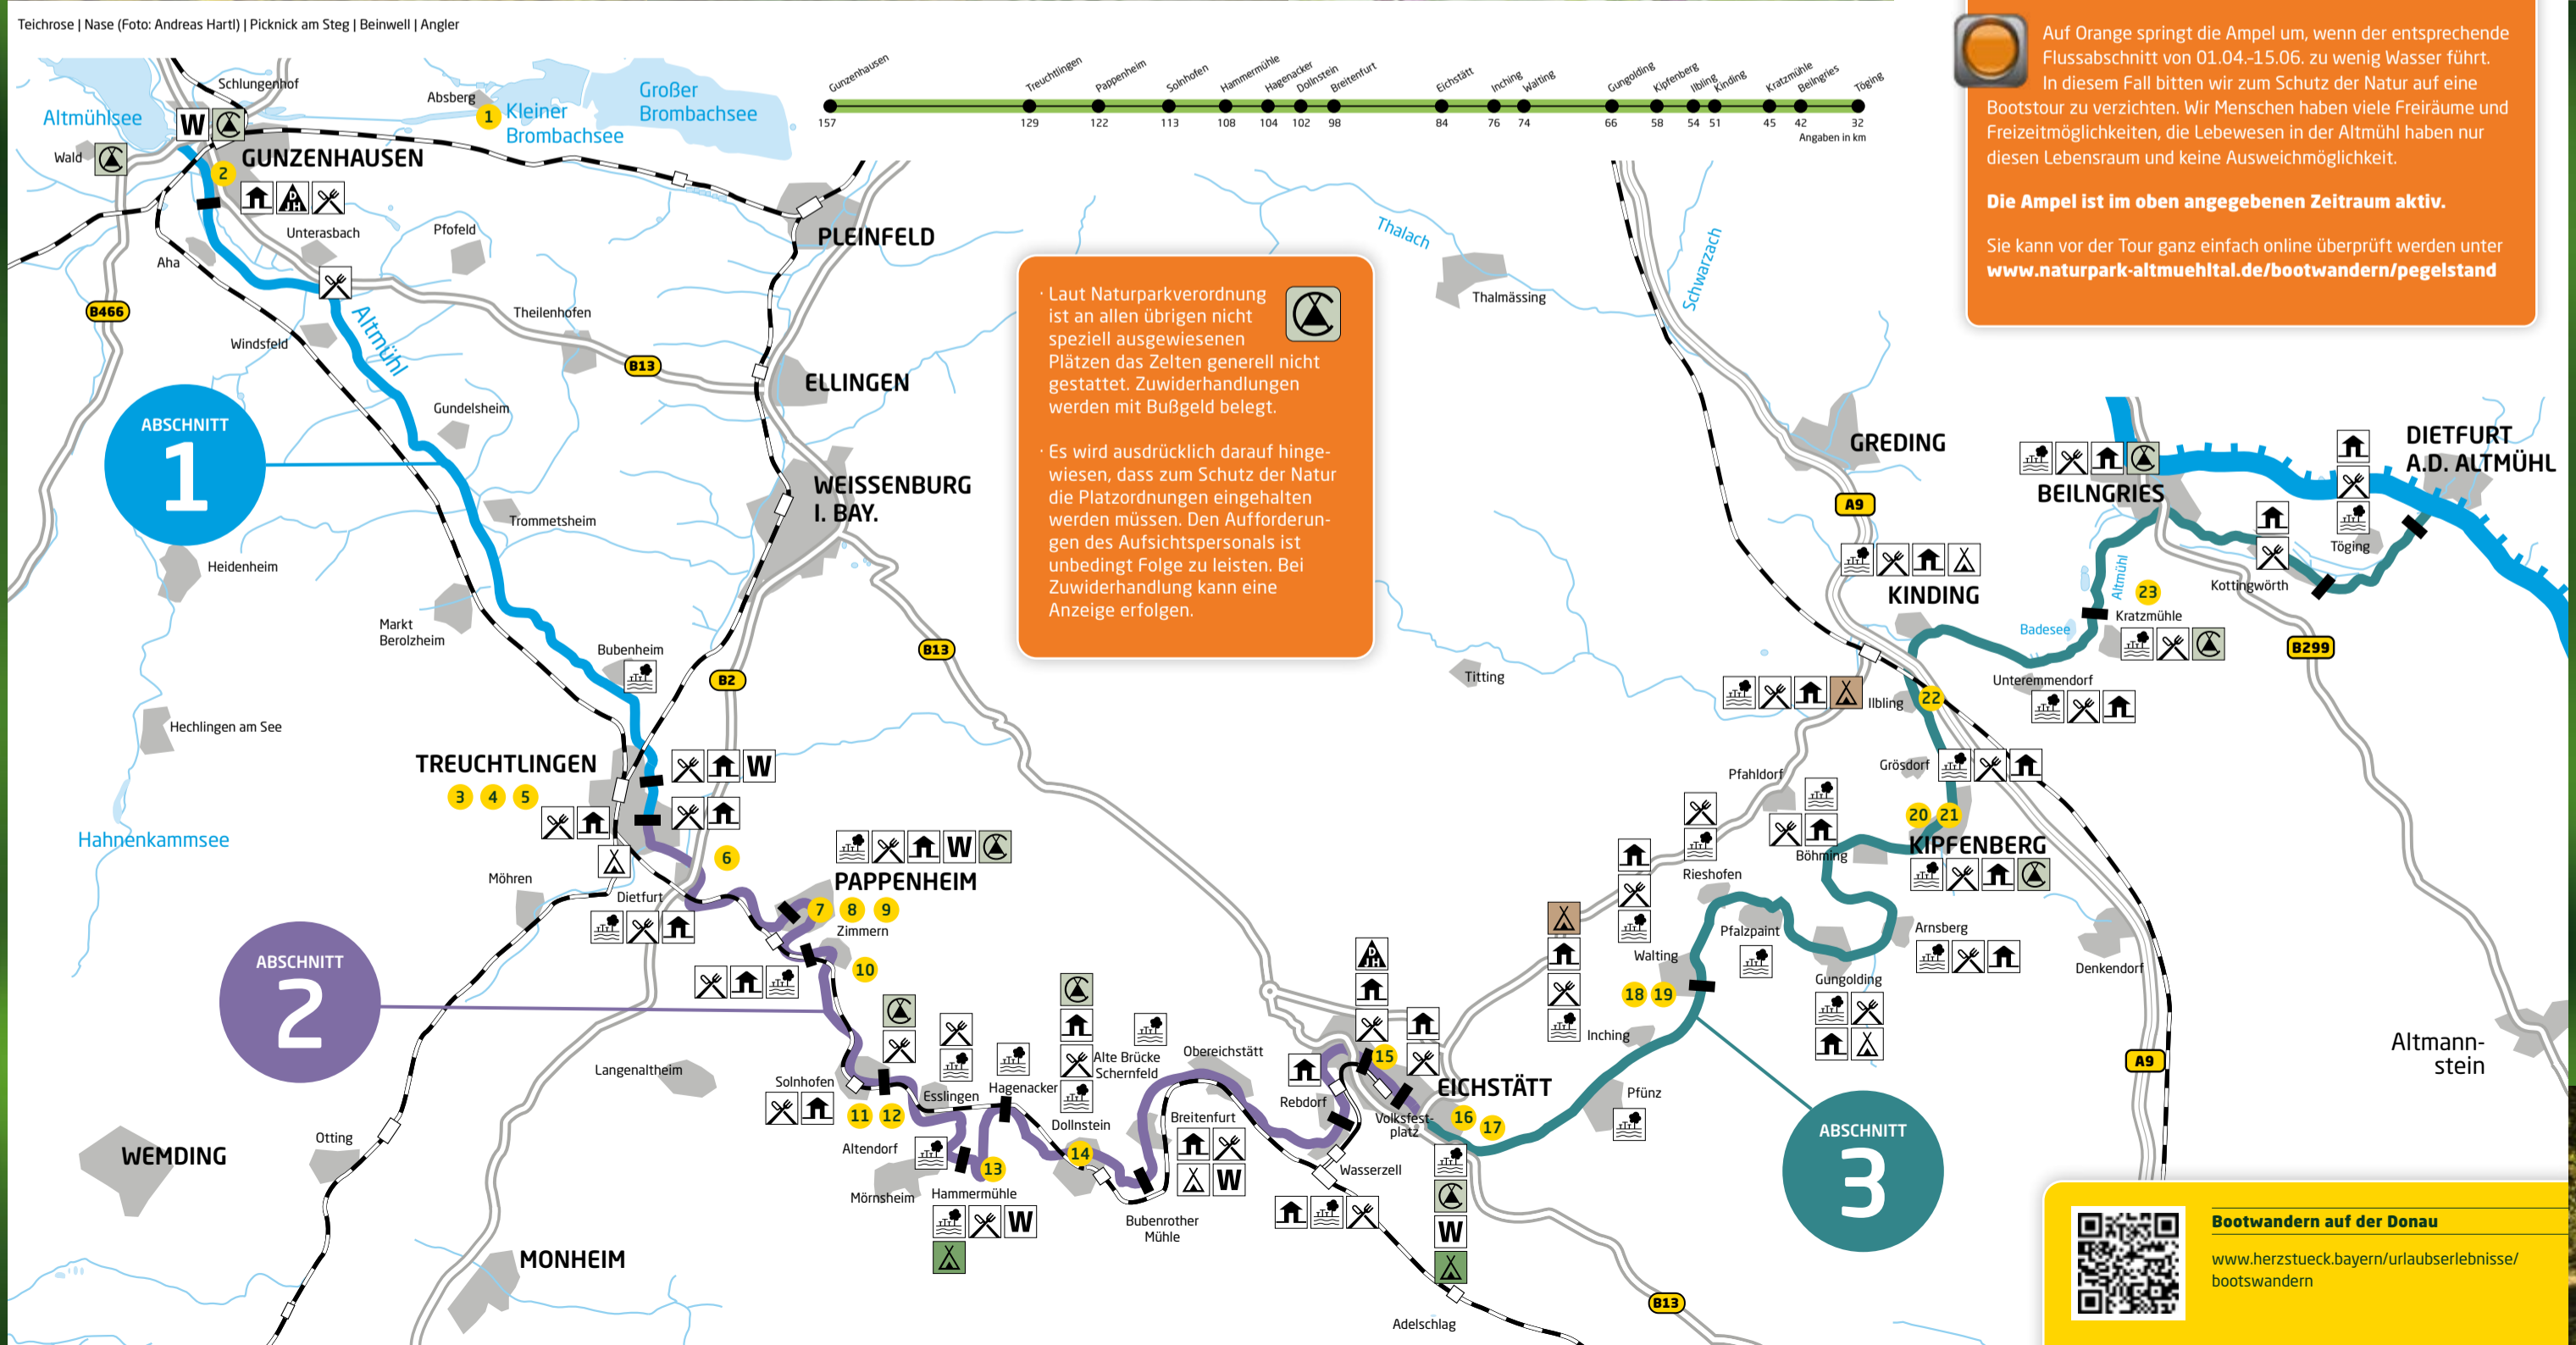 Teichrose | Nase (Foto: Andreas Hartl) | Picknick am Steg | Beinwell | Angler
Gunzenhausen
Treuchtlingen
Pappenheim
Solnhofen
Hammermühle
Hagenacker
Dollnstein
Breitenfurt
Eichstätt
Inching
Walting
Gungolding
Kipfenberg
Ilbling
Kinding
Kratzmühle
Beilngries
Töging
157
129
122
113
108
104
102
98
84
76
74
66
58
54
51
45
42
32
Angaben in km
Auf Orange springt die Ampel um, wenn der entsprechende
Flussabschnitt von 01.04.-15.06. zu wenig Wasser führt.
In diesem Fall bitten wir zum Schutz der Natur auf eine
Bootstour zu verzichten. Wir Menschen haben viele Freiräume und
Freizeitmöglichkeiten, die Lebewesen in der Altmühl haben nur
diesen Lebensraum und keine Ausweichmöglichkeit.
Die Ampel ist im oben angegebenen Zeitraum aktiv.
Sie kann vor der Tour ganz einfach online überprüft werden unter
www.naturpark-altmuehltal.de/bootwandern/pegelstand
Schlungenhof
Altmühlsee
W
Wald
GUNZENHAUSEN
2
DJH
Absberg
1
Kleiner
Brombachsee
Großer
Brombachsee
Unterasbach
Pfofeld
Aha
PLEINFELD
B466
Windsfeld
Altmühl
Theilenhofen
B13
ELLINGEN
Gundelsheim
ABSCHNITT
1
WEISSENBURG
I. BAY.
Trommetsheim
Heidenheim
Markt
Berolzheim
Bubenheim
B2
B13
Hechlingen am See
TREUCHTLINGEN
3
4
5
W
Hahnenkammsee
6
Möhren
Dietfurt
W
PAPPENHEIM
7
8
9
Zimmern
10
ABSCHNITT
2
Langenaltheim
Solnhofen
11
12
Esslingen
Hagenacker
Altendorf
Mörnsheim
13
Hammermühle
W
Alte Brücke
Schernfeld
Dollnstein
14
Obereichstätt
Breitenfurt
W
Bubenrother
Mühle
WEMDING
Otting
MONHEIM
· Laut Naturparkverordnung
ist an allen übrigen nicht
speziell ausgewiesenen
Plätzen das Zelten generell nicht
gestattet. Zuwiderhandlungen
werden mit Bußgeld belegt.
· Es wird ausdrücklich darauf hinge-
wiesen, dass zum Schutz der Natur
die Platzordnungen eingehalten
werden müssen. Den Aufforderun-
gen des Aufsichtspersonals ist
unbedingt Folge zu leisten. Bei
Zuwiderhandlung kann eine
Anzeige erfolgen.
Thalach
Thalmässing
Schwarzach
GREDING
A9
Titting
KINDING
Ilbling
22
Grösdorf
Pfahldorf
20
21
KIPFENBERG
Böhming
Rieshofen
Pfalzpaint
Arnsberg
Gungolding
Walting
18
19
Inching
Pfünz
DJH
15
Rebdorf
Volksfest-
platz
EICHSTÄTT
16
17
Wasserzell
W
Adelschlag
B13
ABSCHNITT
3
BEILNGRIES
DIETFURT
A.D. ALTMÜHL
Töging
Kottingwörth
Altmühl
23
Kratzmühle
Badesee
Unteremmendorf
B299
Denkendorf
A9
Altmann-
stein
Bootwandern auf der Donau
www.herzstueck.bayern/urlaubserlebnisse/
bootswandern